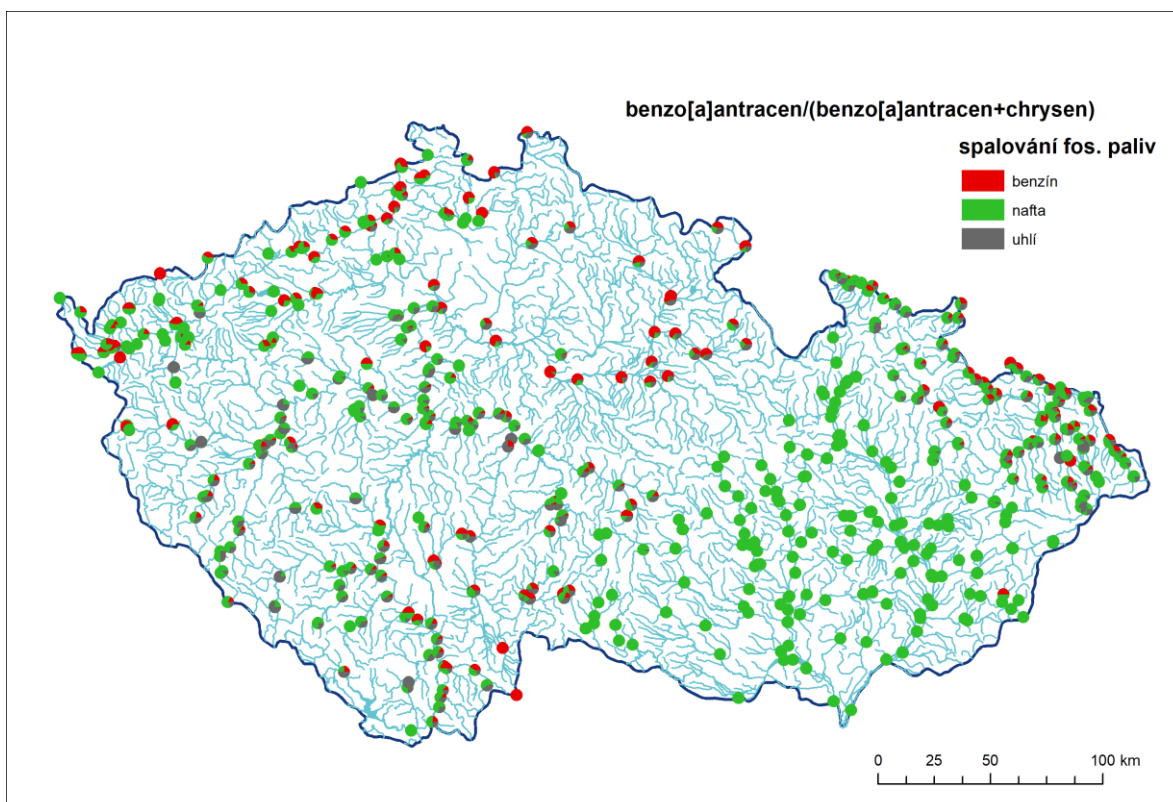 benzo[a]antracen/(benzo[a]antracen+chrysen)
spalování fos. paliv
benzín
nafta
uhlí
0 25 50 100 km